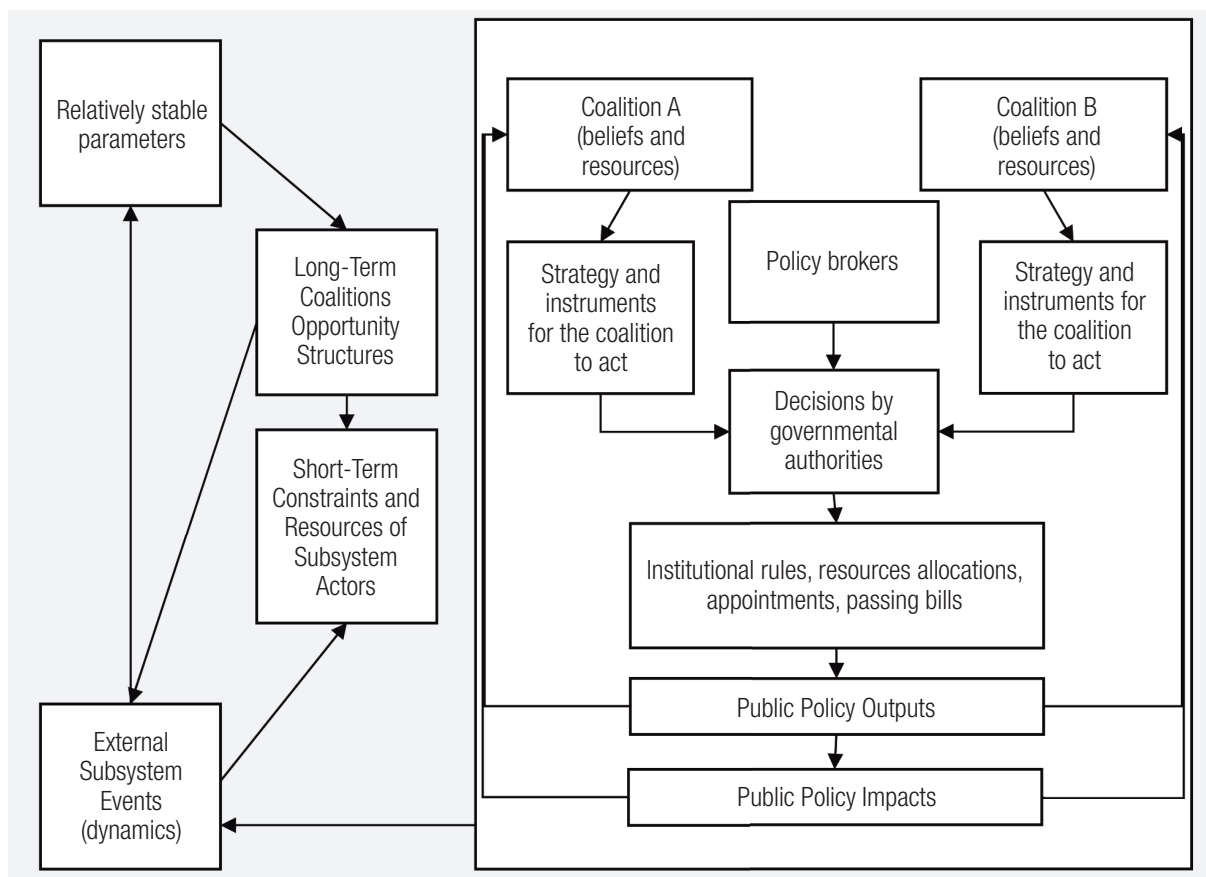 Relatively stable
parameters
Long-Term
Coalitions
Opportunity
Structures
Short-Term
Constraints and
Resources of
Subsystem
Actors
External
Subsystem
Events
(dynamics)
Coalition A
(beliefs and
resources)
Coalition B
(beliefs and
resources)
Strategy and
instruments
for the coalition
to act
Policy brokers
Strategy and
instruments for
the coalition
to act
Decisions by
governmental
authorities
Institutional rules, resources allocations,
appointments, passing bills
Public Policy Outputs
Public Policy Impacts